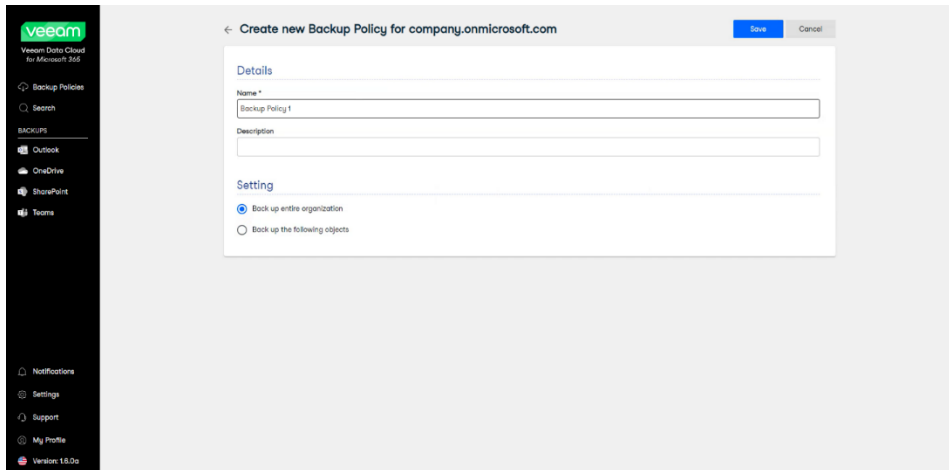 veeam
Veeam Data Cloud
for Microsoft 365
Backup Policies
Search
BACKUPS
Outlook
OneDrive
SharePoint
Teams
Notifications
Settings
Support
My Profile
Version: 1.6.0a
← Create new Backup Policy for company.onmicrosoft.com
Save
Cancel
Details
Name *
Backup Policy 1
Description
Setting
Back up entire organization
Back up the following objects